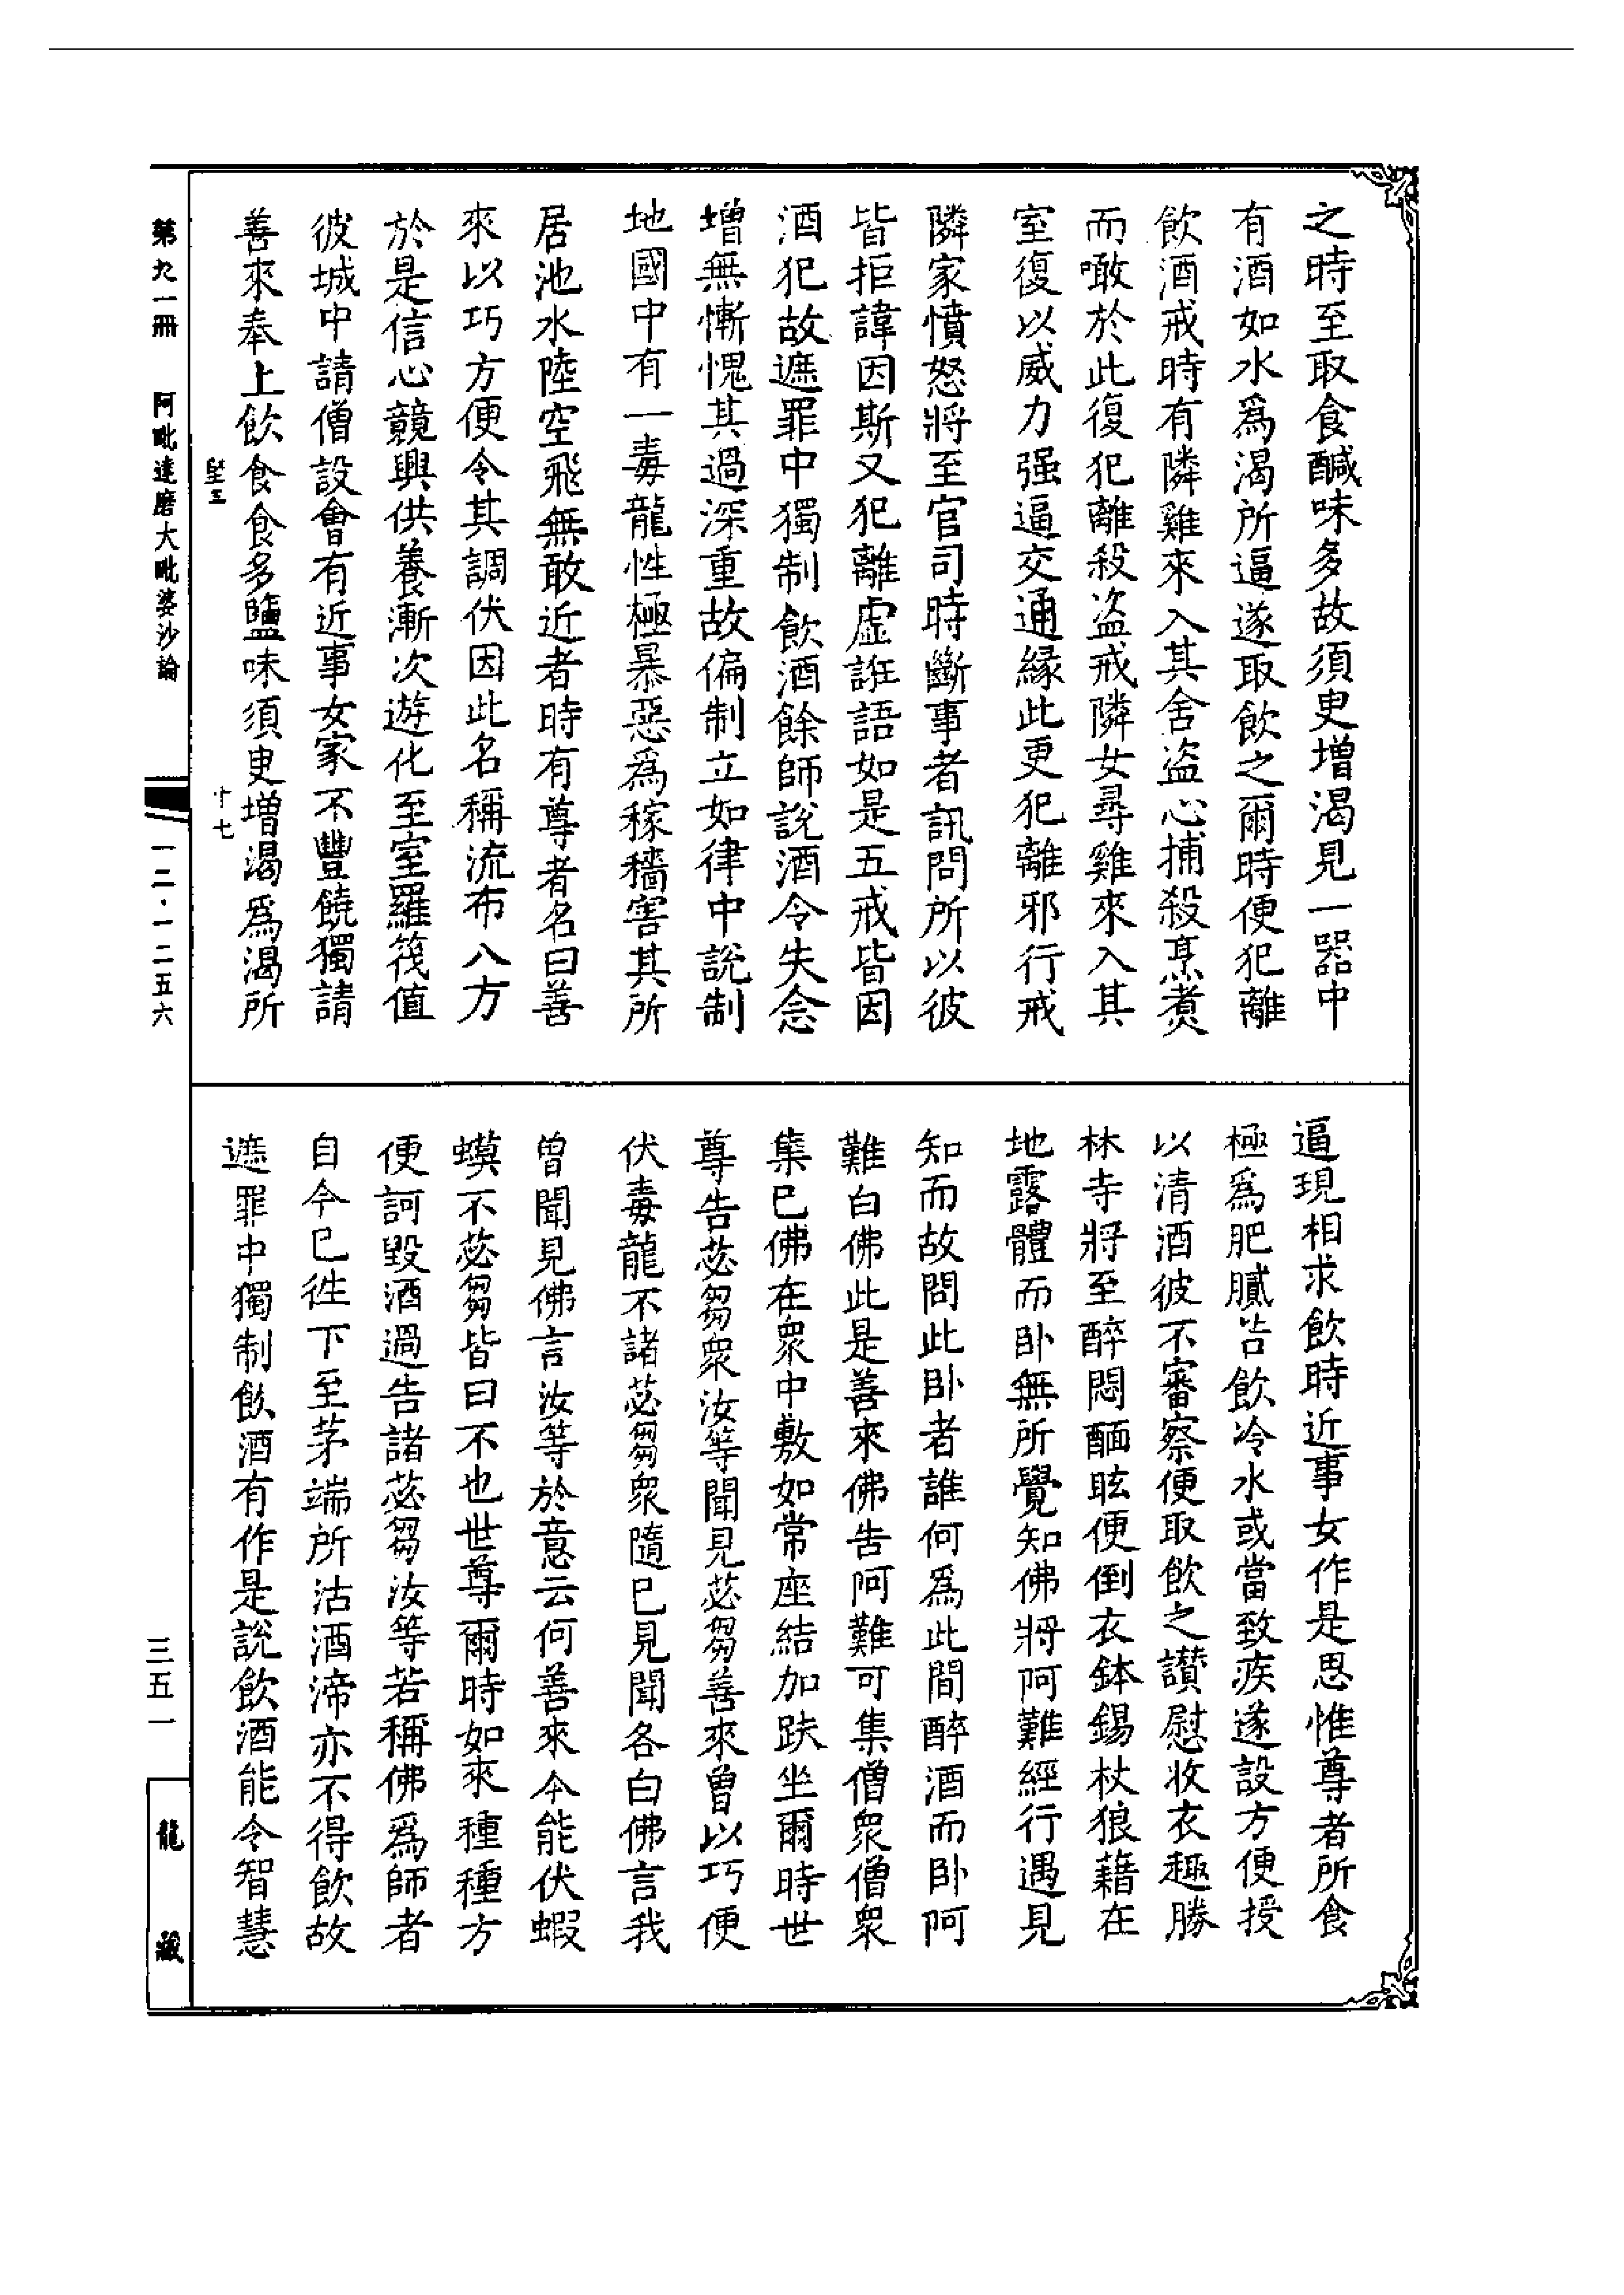 之時至取食鹹味多故須臾增渴見一器中
有酒如水爲渴所逼遂取飲之爾時便犯離
飲酒戒時有隣雞來入其舍盗心捕殺烹煑
而噉於此復犯離殺盗戒隣女尋雞來入其
室復以威力强逼交通緣此更犯離邪行戒
隣家憤怒將至官司時斷事者訊問所以彼
皆拒諱因斯又犯離虛誑語如是五戒皆因
酒犯故遮罪中獨制飲酒餘師說酒令失念
增無慚愧其過深重故偏制立如律中說制
地國中有一毒龍性極暴惡爲稼穡害其所
居池水陸空飛無敢近者時有尊者名曰善
來以巧方便令其調伏因此名稱流布八方
於是信心競興供養漸次遊化至室羅筏值
彼城中請僧設會有近事女家不豐饒獨請
善來奉上飲食食多鹽味須臾增渴爲渴所
逼現相求飲時近事女作是思惟尊者所食
極爲肥膩若飲冷水或當致疾遂設方便授
以清酒彼不審察便取飲之讃慰收衣趣勝
林寺將至醉悶酾眩便倒衣鉢錫杖狼藉在
地露體而卧無所覺知佛將阿難經行遇見
知而故問此卧者誰何爲此間醉酒而卧阿
難白佛此是善來佛告阿難可集僧衆僧衆
集已佛在衆中敷如常座結加趺坐爾時世
尊告苾芻衆汝等聞見苾芻善來曾以巧便
伏毒龍不諸苾芻衆隨已見聞各白佛言我
曾聞見佛言汝等於意云何善來今能伏蝦
蟆不苾芻皆曰不也世尊爾時如來種種方
便訶毀酒過告諸苾芻汝等若稱佛爲師者
自今已徃下至茅端所沾酒渧亦不得飲故
遮罪中獨制飲酒有作是說飲酒能令智慧
第九一冊　阿毗達磨大毗婆沙論
十七
一二·一二五六
三五一
龍藏